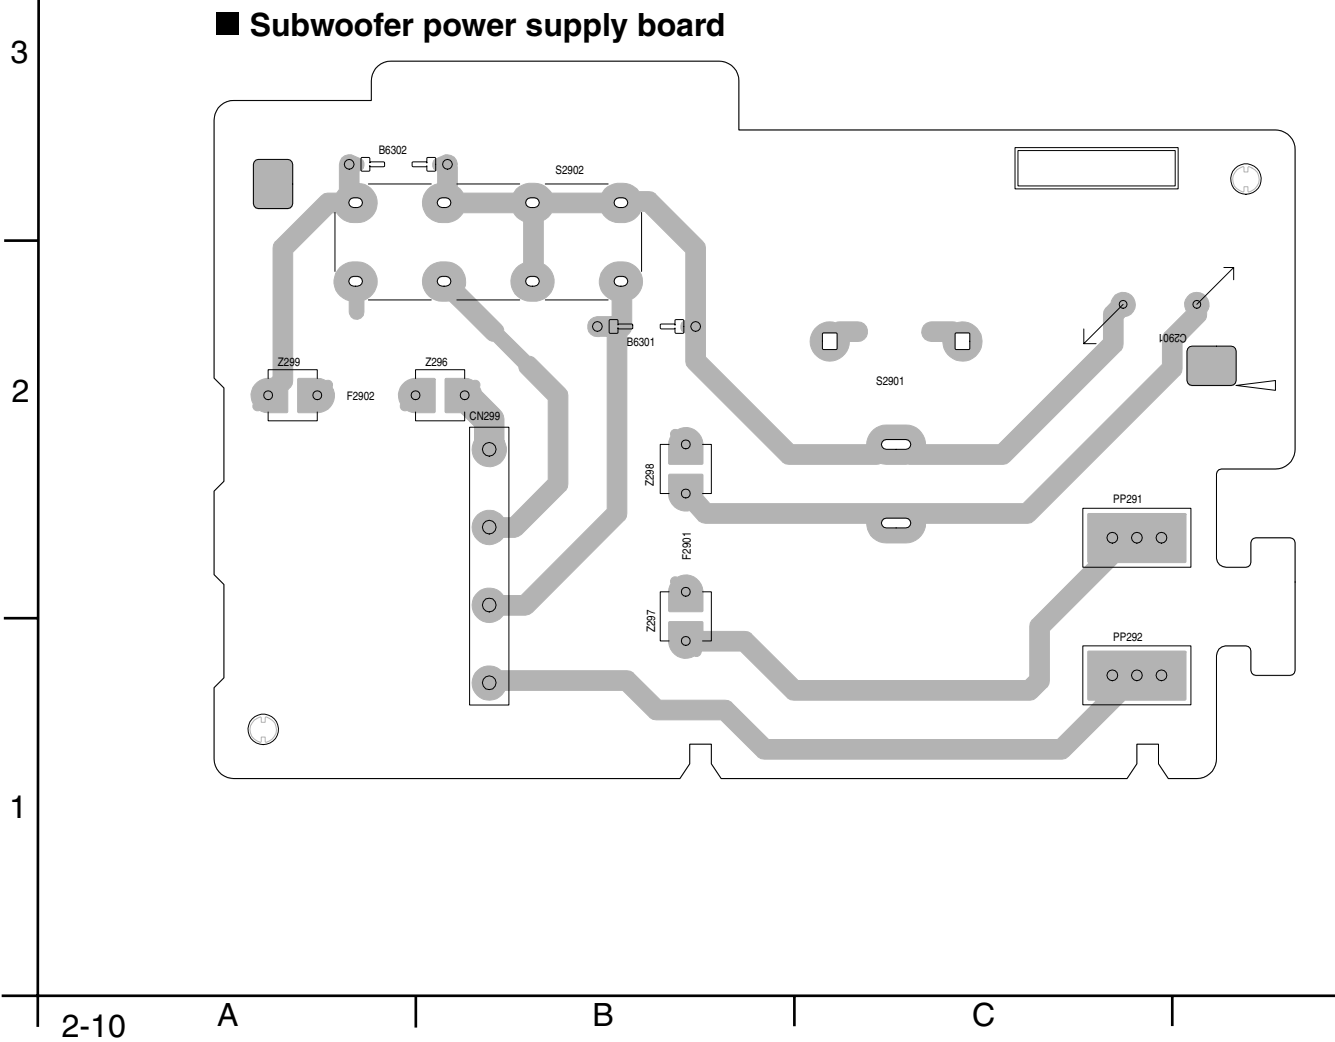 ■ Subwoofer power supply board
3
B6302
S2902
C2901
B6301
Z299
Z296
S2901
2
F2902
CN299
Z298
PP291
F2901
Z297
PP292
1
A
B
C
2-10